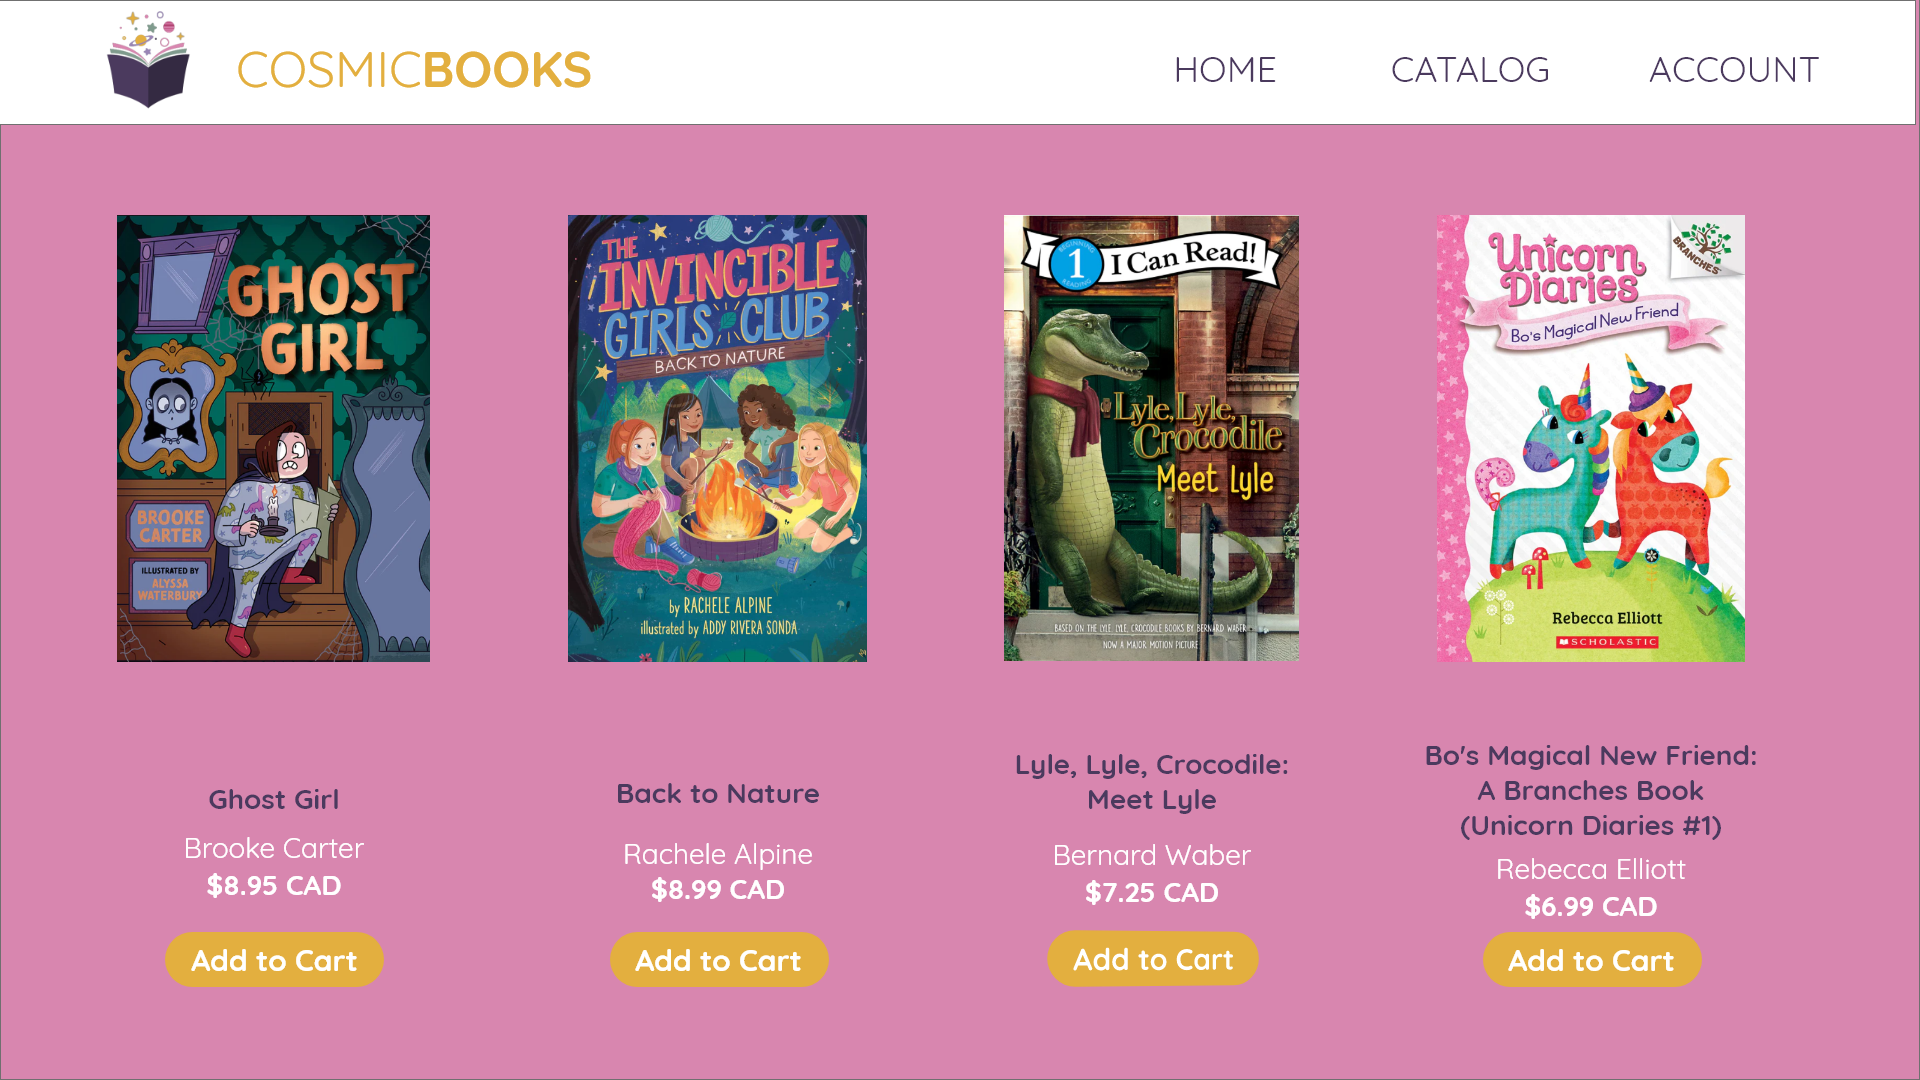 COSMICBOOKS
HOME
CATALOG
ACCOUNT
GHOST
GIRL
BROOKE
CARTER
ILLUSTRATED BY
ALYSSA
WATERBURY
THE
INVINCIBLE
GIRLS CLUB
BACK TO NATURE
by RACHELE ALPINE
illustrated by ADDY RIVERA SONDA
BEGINNING
1
READING
I Can Read!
Lyle, Lyle,
Crocodile
Meet Lyle
BASED ON THE LYLE, LYLE, CROCODILE BOOKS BY BERNARD WABER
NOW A MAJOR MOTION PICTURE
BRANCHES
Unicorn
Diaries
Bo's Magical New Friend
Rebecca Elliott
SCHOLASTIC
Ghost Girl
Brooke Carter
$8.95 CAD
Add to Cart
Back to Nature
Rachele Alpine
$8.99 CAD
Add to Cart
Lyle, Lyle, Crocodile:
Meet Lyle
Bernard Waber
$7.25 CAD
Add to Cart
Bo's Magical New Friend:
A Branches Book
(Unicorn Diaries #1)
Rebecca Elliott
$6.99 CAD
Add to Cart